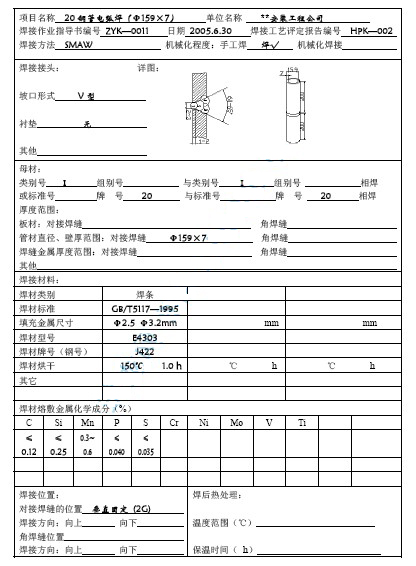 项目名称 20钢管电弧焊（Φ159×7） 单位名称 **安装工程公司
焊接作业指导书编号 ZYK—0011 日期 2005.6.30 焊接工艺评定报告编号 HPK—002
焊接方法 SMAW 机械化程度：手工焊 焊√ 机械化焊接
焊接接头： 详图：
坡口形式 V 型
衬垫 无
其他
母材：
类别号 I 组别号 与类别号 I 组别号 相焊
或标准号 牌 号 20 与标准号 牌 号 20 相焊
厚度范围：
板材：对接焊缝 角焊缝
管材直径、壁厚范围：对接焊缝 Φ159×7 角焊缝
焊缝金属厚度范围：对接焊缝 角焊缝
其他
焊接材料：
焊材类别 焊条
焊材标准 GB/T5117—1995
填充金属尺寸 Φ2.5 Φ3.2mm mm mm
焊材型号 E4303
焊材牌号（钢号） J422
焊材烘干 150℃ 1.0 h ℃ h ℃ h
其它
焊材熔敷金属化学成分（%）
C Si Mn P S Cr Ni Mo V Ti
≤ ≤ 0.3~ ≤ ≤
0.12 0.25 0.6 0.040 0.035
焊接位置： 焊后热处理：
对接焊缝的位置 垂直固定 (2G)
焊接方向：向上 向下 温度范围（℃）
角焊缝位置
焊接方向：向上 向下 保温时间（ h）